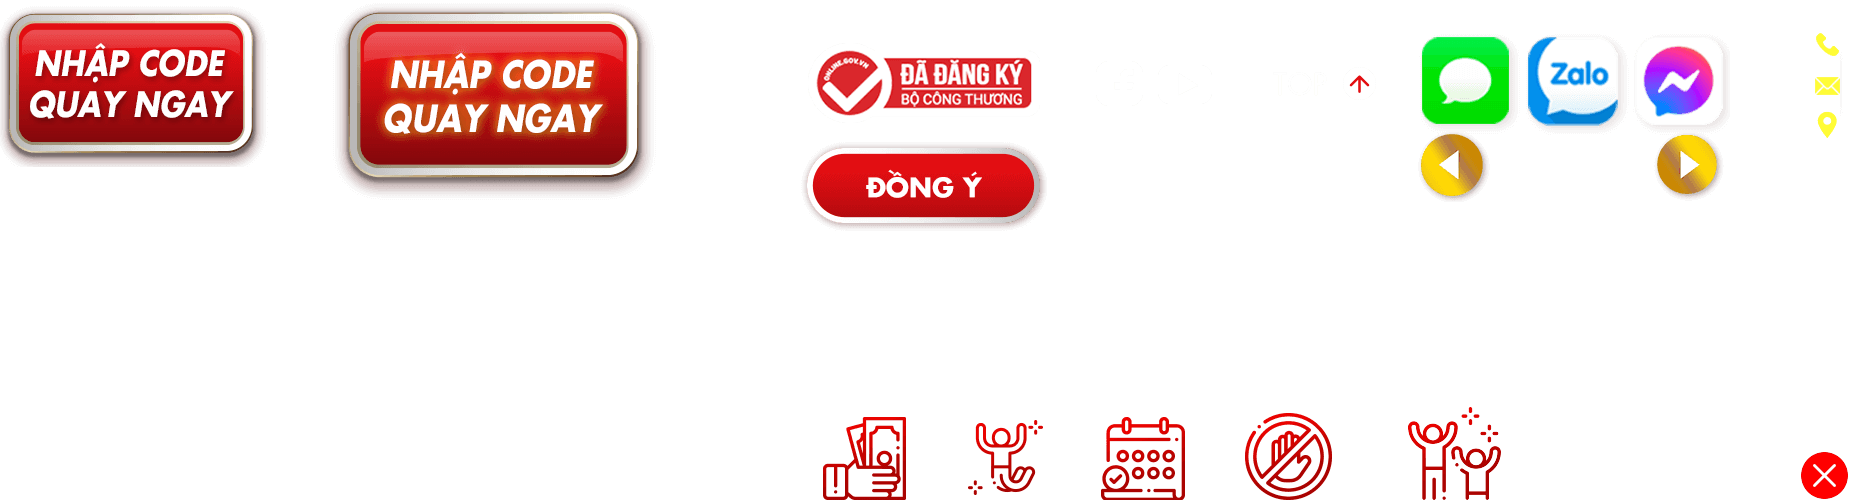 NHẬP CODE
QUAY NGAY
NHẬP CODE
QUAY NGAY
ONLINE.GOV.VN
ĐÃ ĐĂNG KÝ
BỘ CÔNG THƯƠNG
Zalo
ĐỒNG Ý